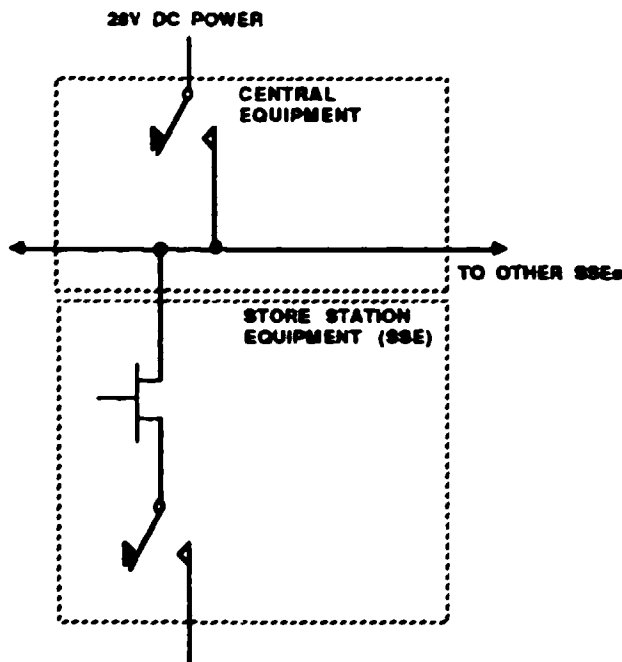 28V DC POWER
CENTRAL
EQUIPMENT
TO OTHER SSEs
STORE STATION
EQUIPMENT (SSE)